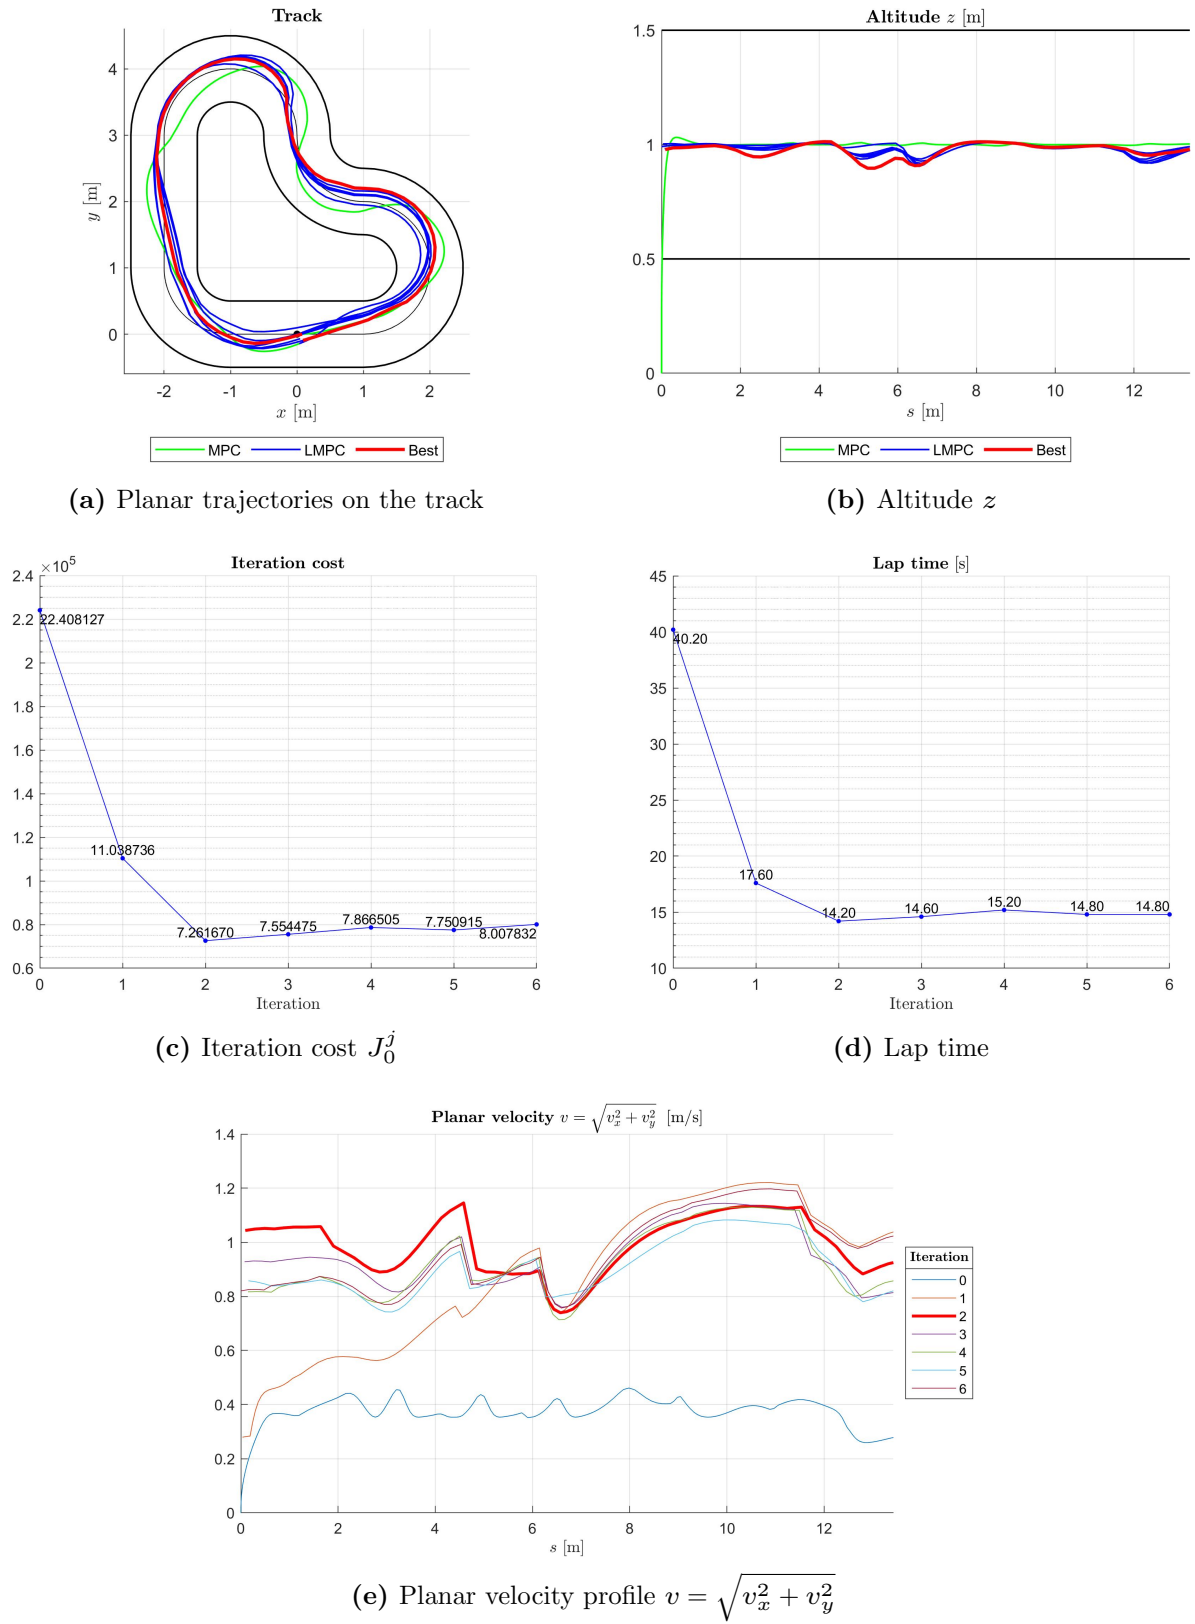 Track
4
3
2
1
0
y [m]
-2 -1 0 1 2
x [m]
MPC LMPC Best
(a) Planar trajectories on the track
Altitude z [m]
1.5
1
0.5
0
0 2 4 6 8 10 12
s [m]
MPC LMPC Best
(b) Altitude z
Iteration cost
×10^5
2.4
2.2
2
1.8
1.6
1.4
1.2
1
0.8
0.6
22.408127
11.038736
7.261670
7.554475
7.866505
7.750915
8.007832
0 1 2 3 4 5 6
Iteration
(c) Iteration cost J_0^j
Lap time [s]
45
40
35
30
25
20
15
10
40.20
17.60
14.20
14.60
15.20
14.80
14.80
0 1 2 3 4 5 6
Iteration
(d) Lap time
Planar velocity v = √(v_x^2 + v_y^2) [m/s]
1.4
1.2
1
0.8
0.6
0.4
0.2
0
0 2 4 6 8 10 12
s [m]
Iteration
0
1
2
3
4
5
6
(e) Planar velocity profile v = √(v_x^2 + v_y^2)